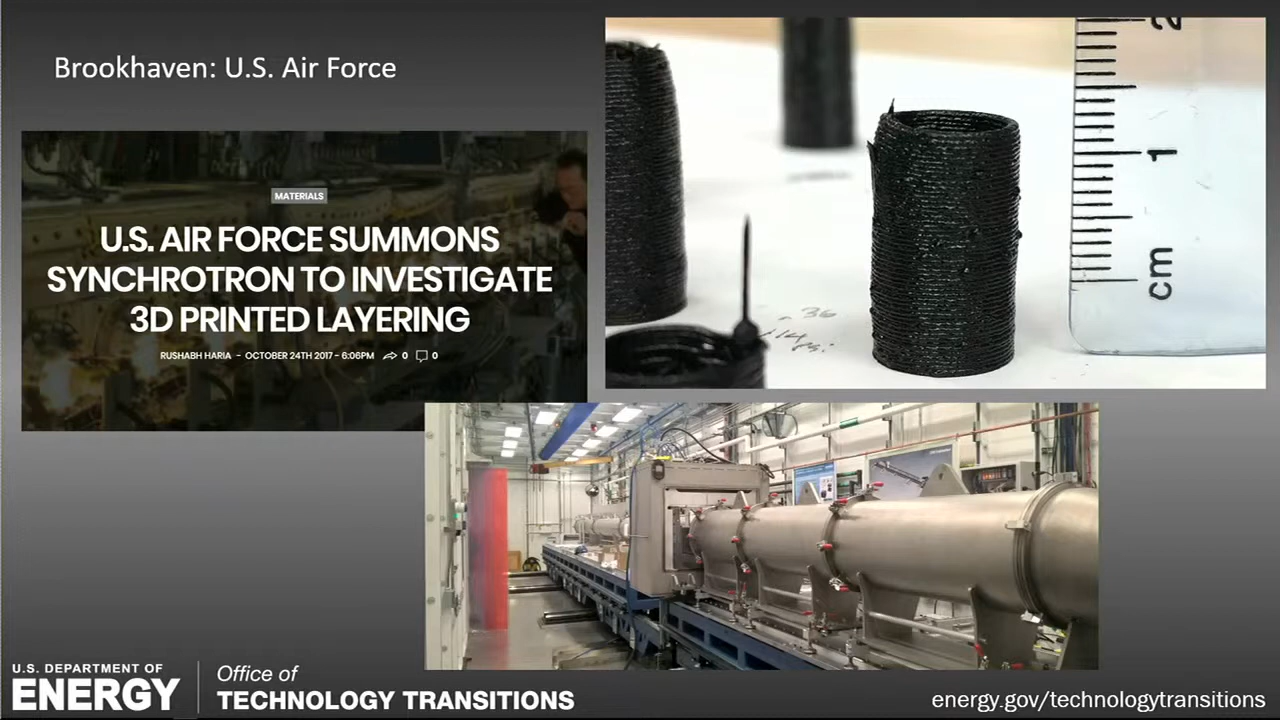 Brookhaven: U.S. Air Force
MATERIALS
U.S. AIR FORCE SUMMONS
SYNCHROTRON TO INVESTIGATE
3D PRINTED LAYERING
RUSHABH HARIA - OCTOBER 24TH 2017 - 6:06PM 0 0
2
1
cm
U.S. DEPARTMENT OF
ENERGY
Office of
TECHNOLOGY TRANSITIONS
energy.gov/technologytransitions